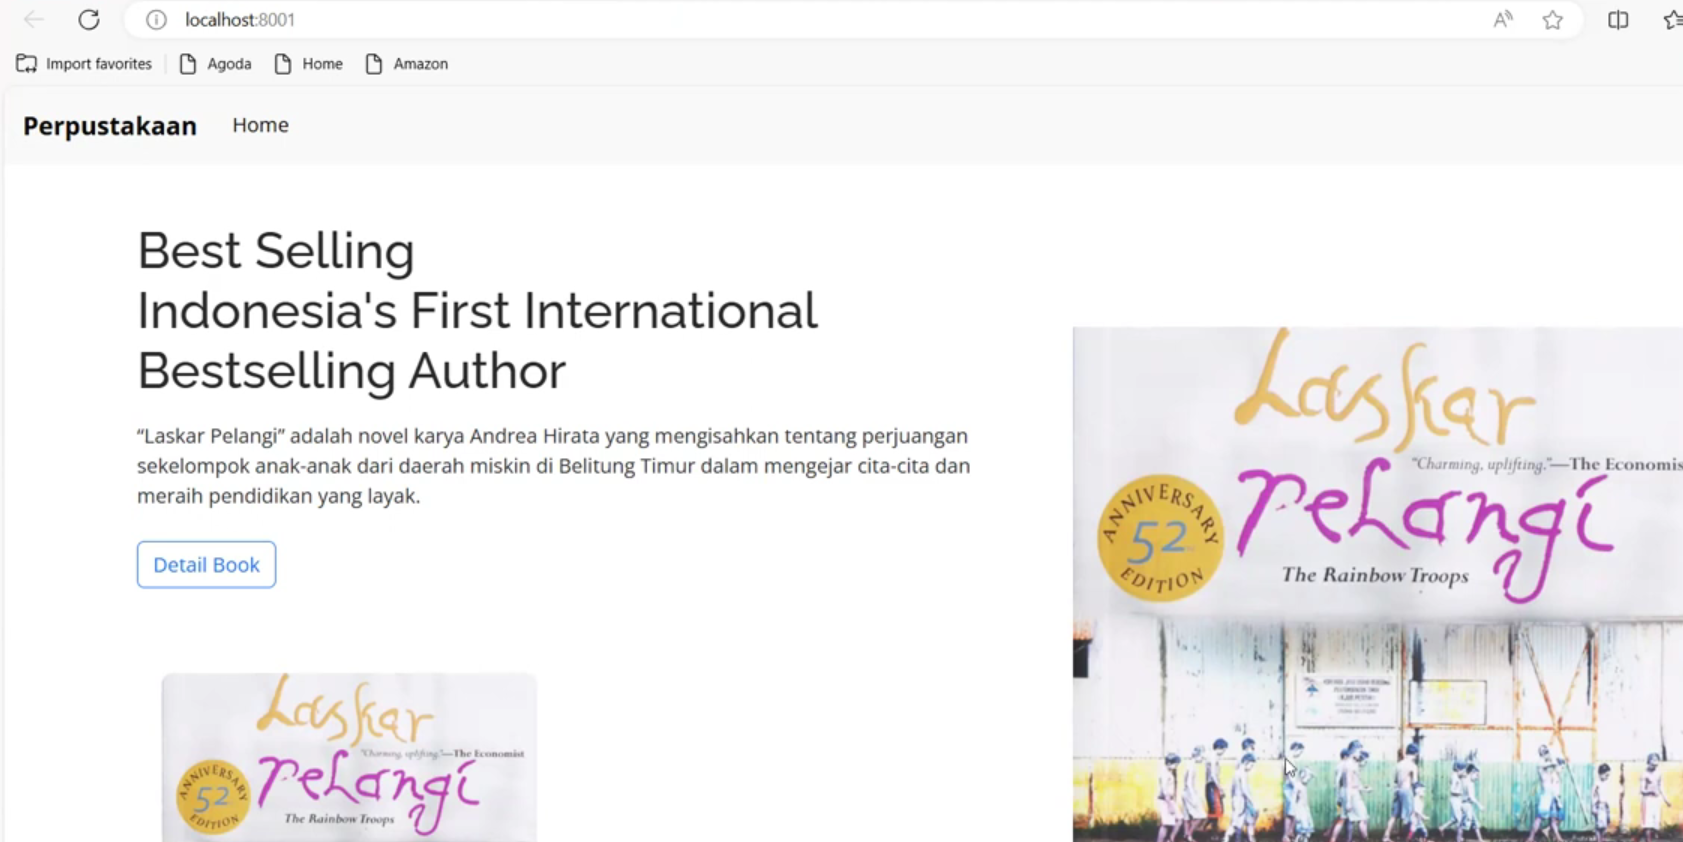 localhost:8001
Import favorites
Agoda
Home
Amazon
Perpustakaan
Home
Best Selling
Indonesia's First International
Bestselling Author
“Laskar Pelangi” adalah novel karya Andrea Hirata yang mengisahkan tentang perjuangan
sekelompok anak-anak dari daerah miskin di Belitung Timur dalam mengejar cita-cita dan
meraih pendidikan yang layak.
Detail Book
Laskar
"Charming, uplifting."—The Economis
Pelangi
ANNIVERSARY
52
EDITION
The Rainbow Troops
Laskar
"Charming, uplifting."—The Economist
Pelangi
ANNIVERSARY
52
EDITION
The Rainbow Troops